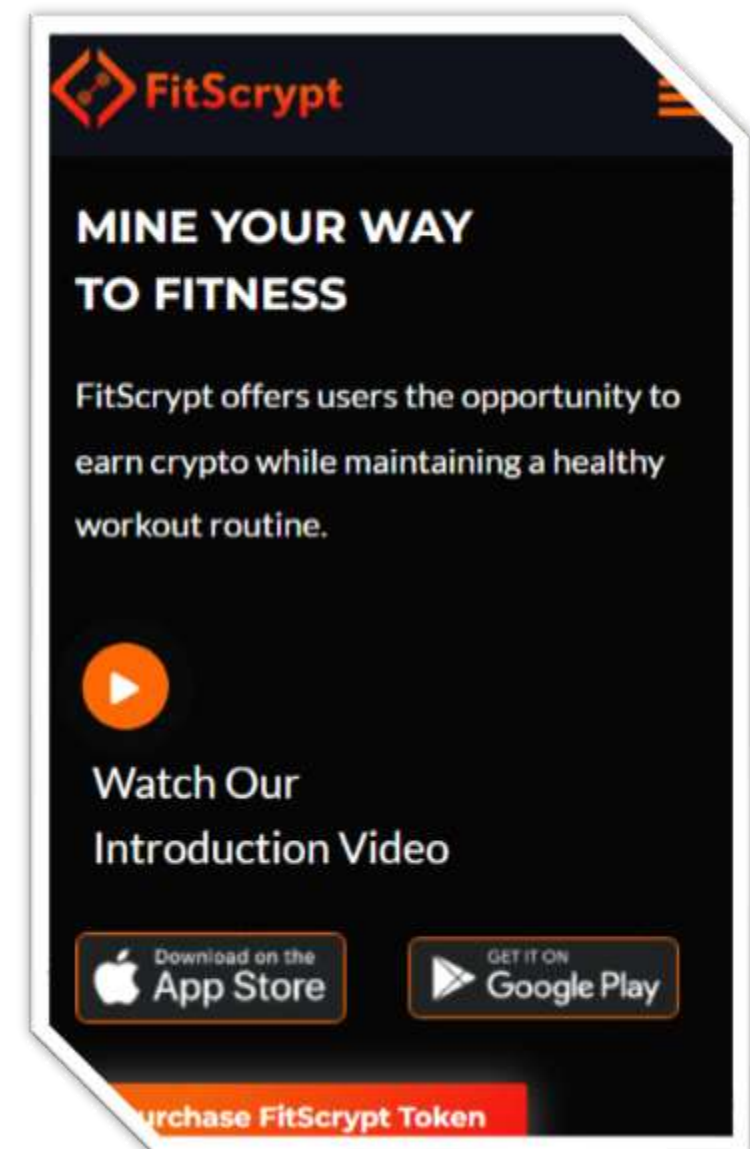 FitScrypt
MINE YOUR WAY
TO FITNESS
FitScrypt offers users the opportunity to
earn crypto while maintaining a healthy
workout routine.
Watch Our
Introduction Video
Download on the
App Store
GET IT ON
Google Play
urchase FitScrypt Token